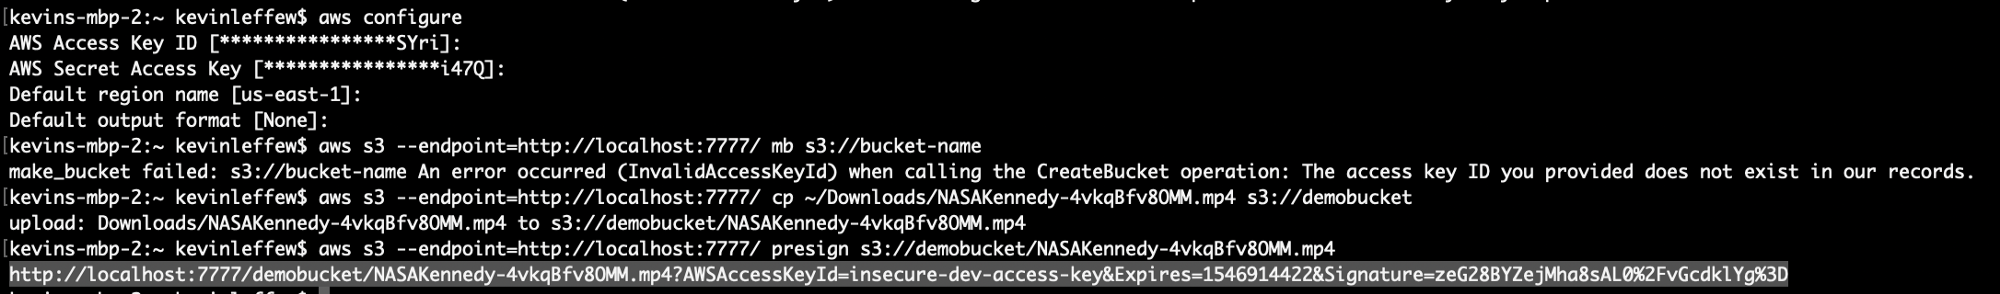 [kevins-mbp-2:~ kevinleffew$ aws configure
AWS Access Key ID [****************SYri]:
AWS Secret Access Key [****************i47Q]:
Default region name [us-east-1]:
Default output format [None]:
[kevins-mbp-2:~ kevinleffew$ aws s3 --endpoint=http://localhost:7777/ mb s3://bucket-name
make_bucket failed: s3://bucket-name An error occurred (InvalidAccessKeyId) when calling the CreateBucket operation: The access key ID you provided does not exist in our records.
[kevins-mbp-2:~ kevinleffew$ aws s3 --endpoint=http://localhost:7777/ cp ~/Downloads/NASAKennedy-4vkqBfv8OMM.mp4 s3://demobucket
upload: Downloads/NASAKennedy-4vkqBfv8OMM.mp4 to s3://demobucket/NASAKennedy-4vkqBfv8OMM.mp4
[kevins-mbp-2:~ kevinleffew$ aws s3 --endpoint=http://localhost:7777/ presign s3://demobucket/NASAKennedy-4vkqBfv8OMM.mp4
http://localhost:7777/demobucket/NASAKennedy-4vkqBfv8OMM.mp4?AWSAccessKeyId=insecure-dev-access-key&Expires=1546914422&Signature=zeG28BYZejMha8sAL0%2FvGcdklYg%3D